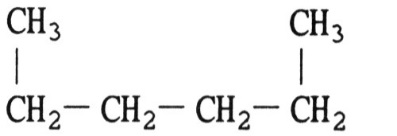 CH₃ CH₃
| |
CH₂— CH₂— CH₂— CH₂